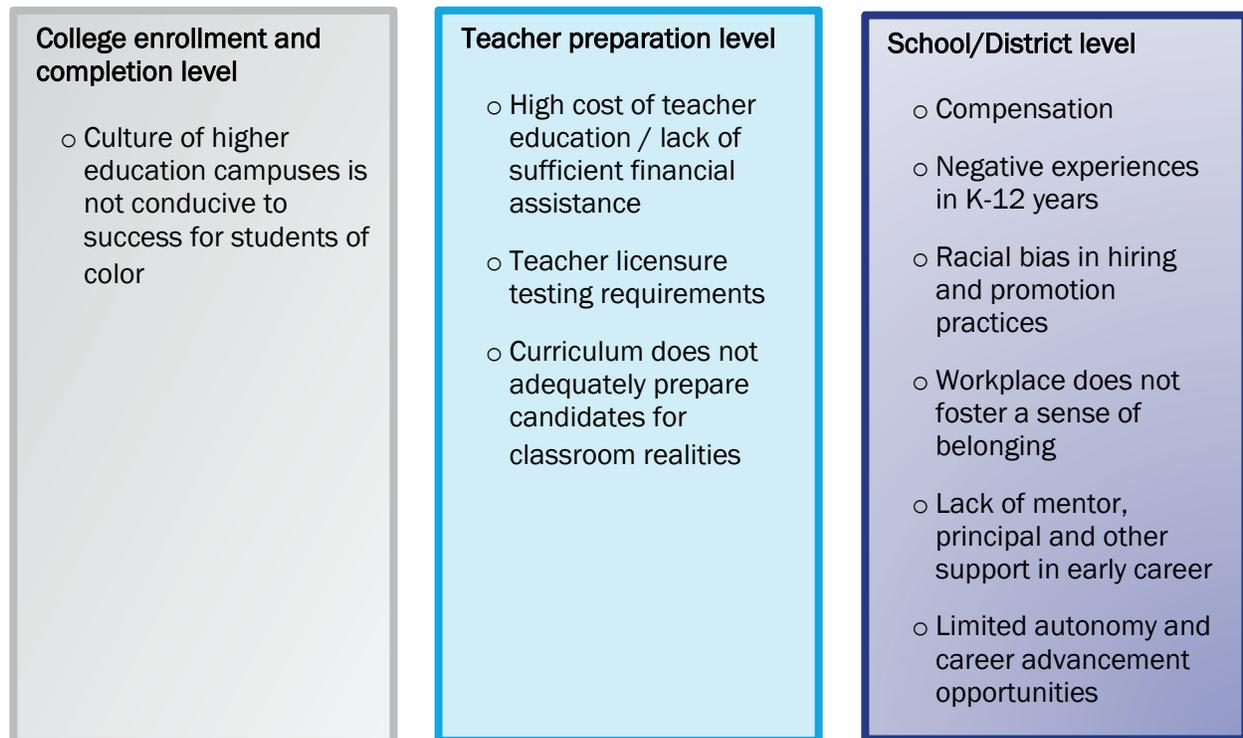 College enrollment and
completion level
○ Culture of higher
education campuses is
not conducive to
success for students of
color
Teacher preparation level
○ High cost of teacher
education / lack of
sufficient financial
assistance
○ Teacher licensure
testing requirements
○ Curriculum does not
adequately prepare
candidates for
classroom realities
School/District level
○ Compensation
○ Negative experiences
in K-12 years
○ Racial bias in hiring
and promotion
practices
○ Workplace does not
foster a sense of
belonging
○ Lack of mentor,
principal and other
support in early career
○ Limited autonomy and
career advancement
opportunities